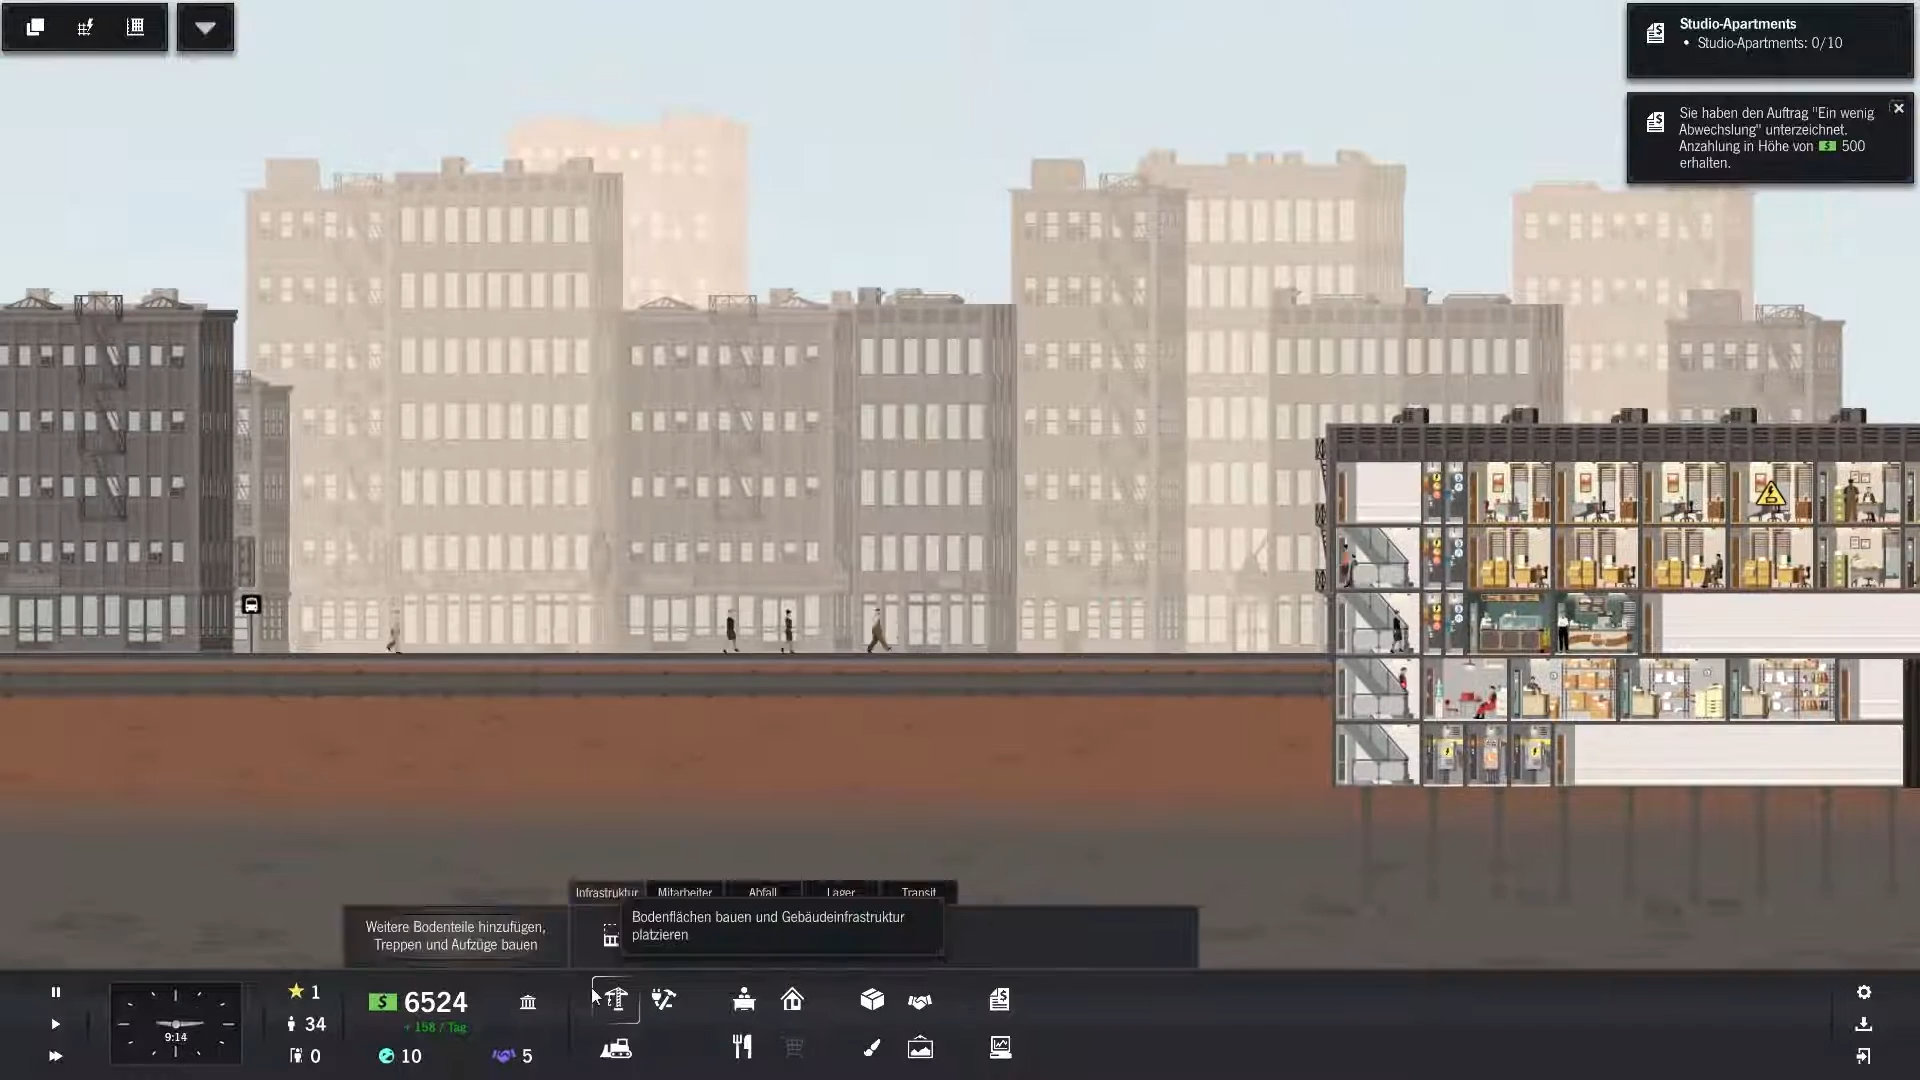 Studio-Apartments
• Studio-Apartments: 0/10
Sie haben den Auftrag "Ein wenig
Abwechslung" unterzeichnet.
Anzahlung in Höhe von $ 500
erhalten.
Infrastruktur Mitarbeiter Abfall Lager Transit
Weitere Bodenteile hinzufügen,
Treppen und Aufzüge bauen
Bodenflächen bauen und Gebäudeinfrastruktur
platzieren
9:14
1
34
0
$ 6524
+ 158 / Tag
10
5